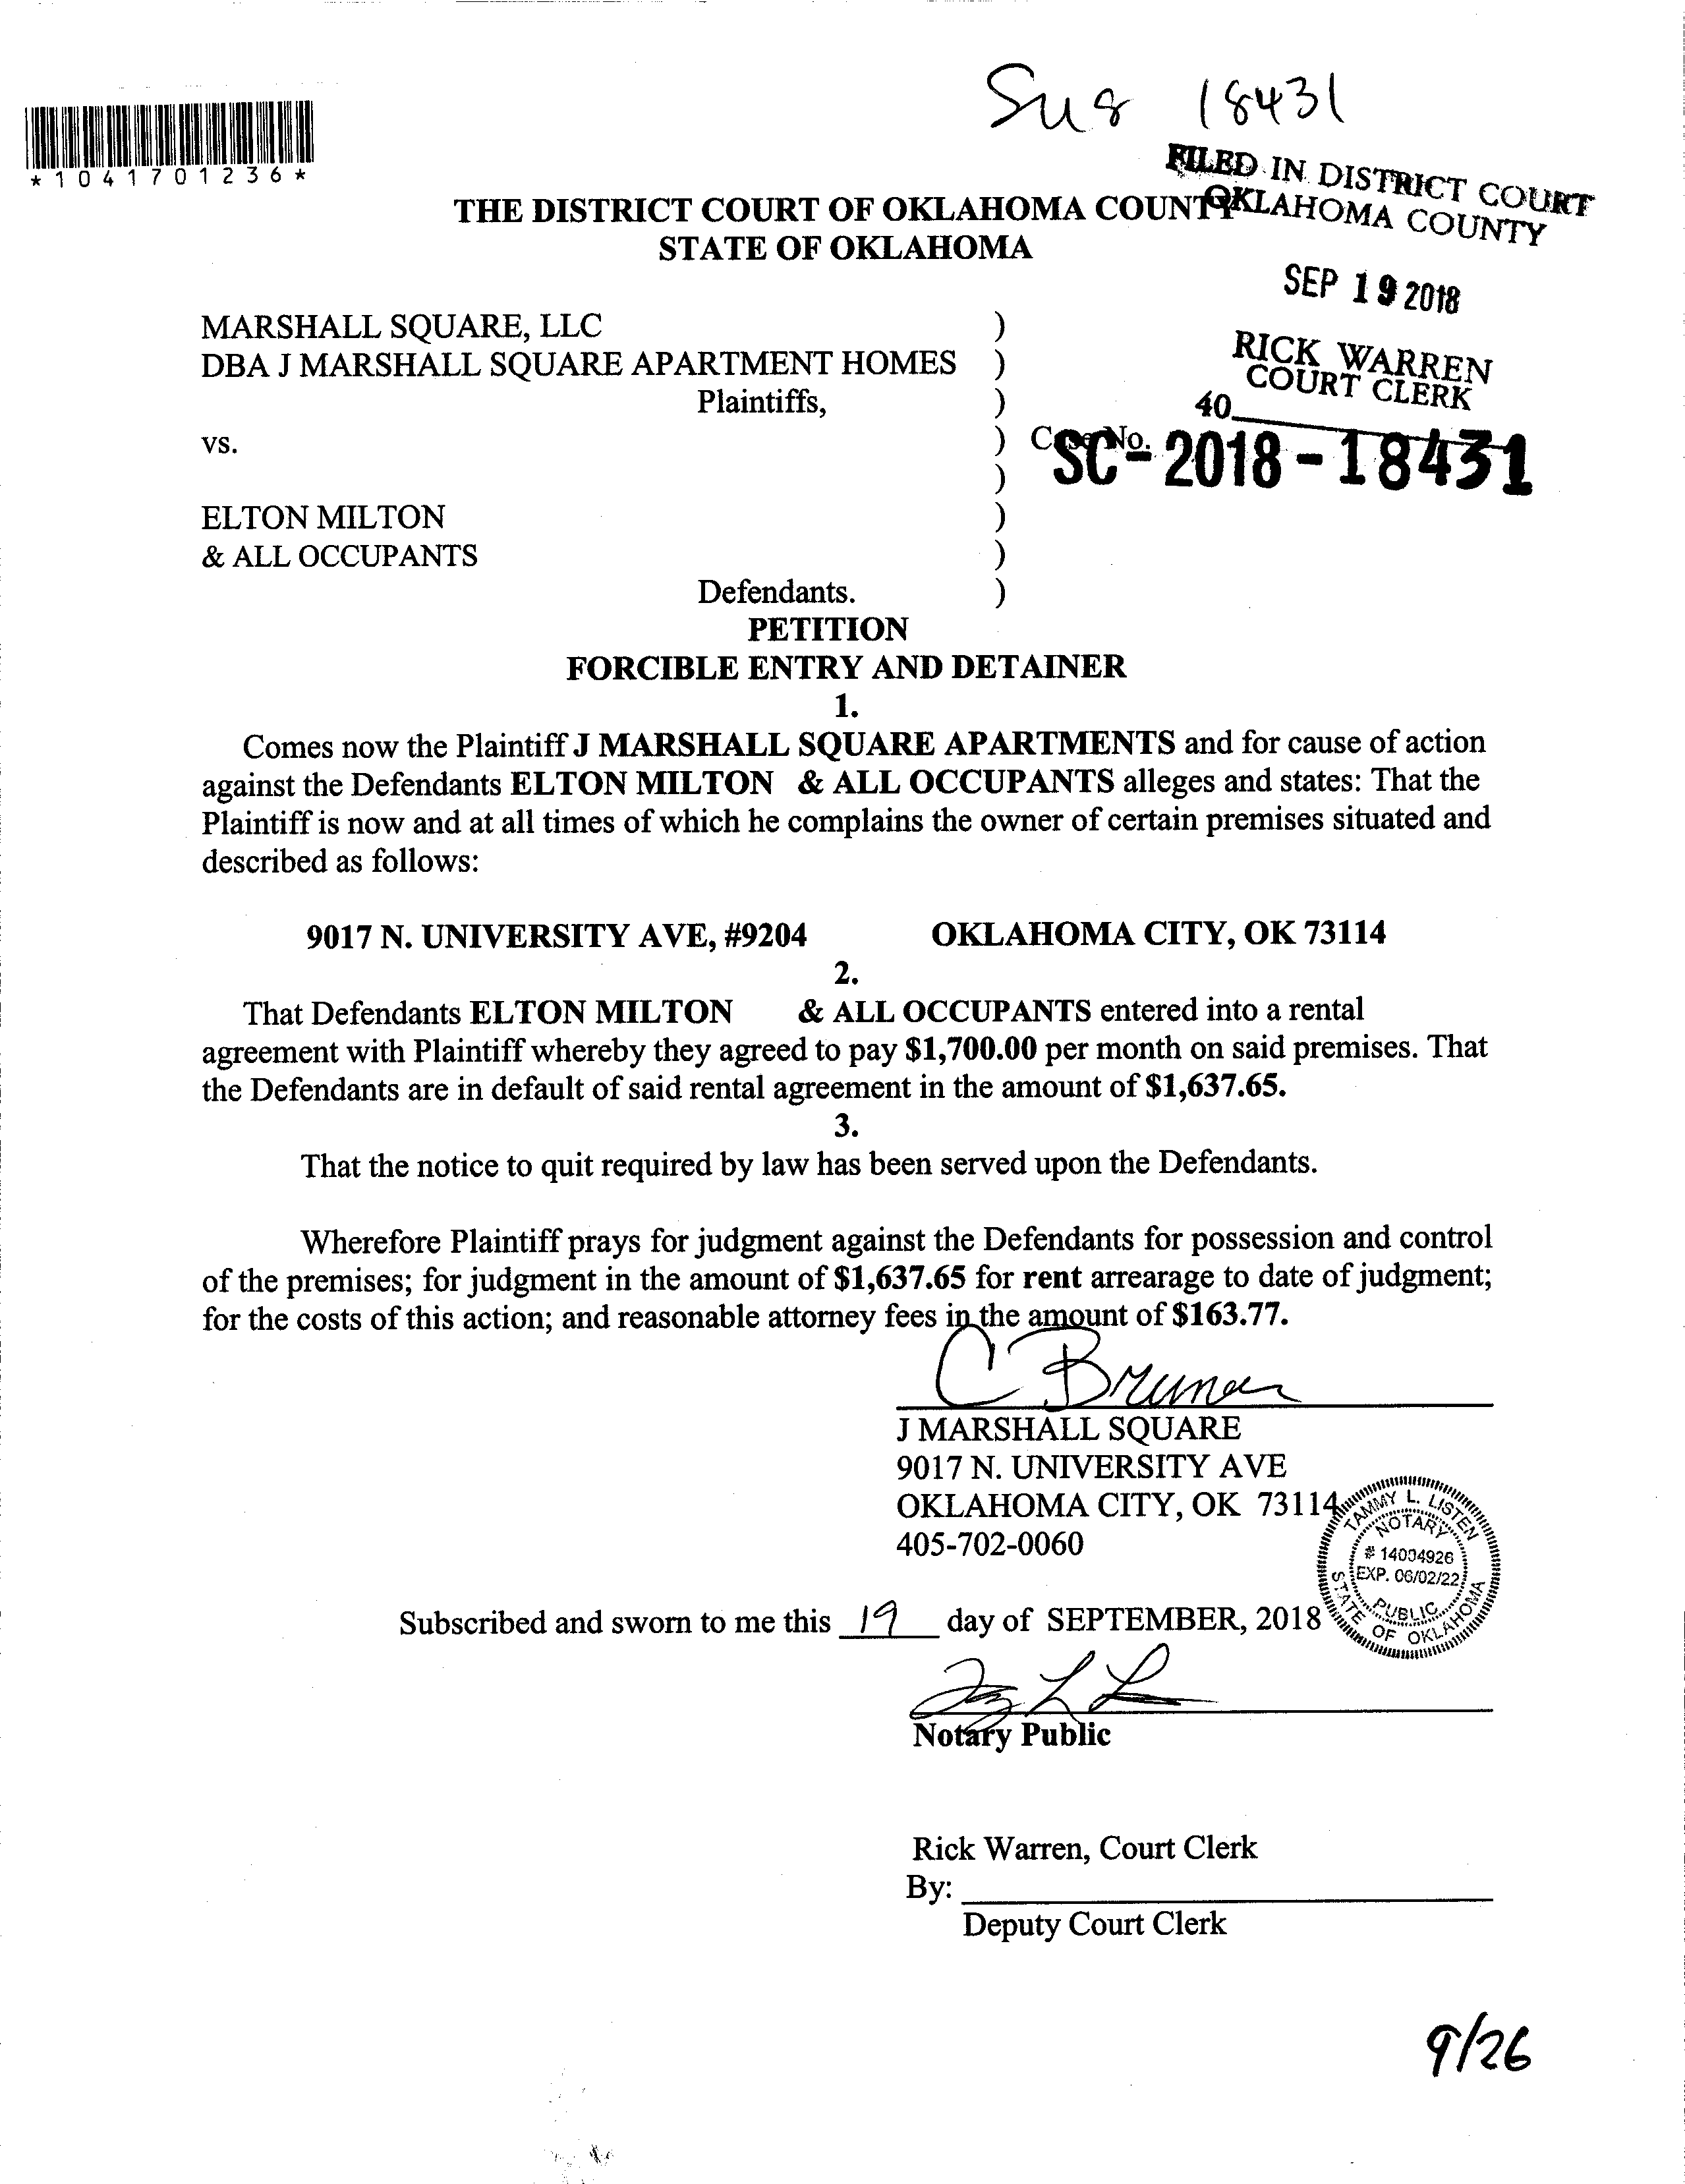 Su8 18431
*1041701236*
FILED IN DISTRICT COURT
OKLAHOMA COUNTY
THE DISTRICT COURT OF OKLAHOMA COUNTY
STATE OF OKLAHOMA
SEP 19 2018
MARSHALL SQUARE, LLC )
DBA J MARSHALL SQUARE APARTMENT HOMES )
RICK WARREN
COURT CLERK
Plaintiffs, )
40
vs. ) Case No. SC-2018-18431
)
ELTON MILTON )
& ALL OCCUPANTS )
Defendants. )
PETITION
FORCIBLE ENTRY AND DETAINER
1.
Comes now the Plaintiff J MARSHALL SQUARE APARTMENTS and for cause of action
against the Defendants ELTON MILTON & ALL OCCUPANTS alleges and states: That the
Plaintiff is now and at all times of which he complains the owner of certain premises situated and
described as follows:
9017 N. UNIVERSITY AVE, #9204 OKLAHOMA CITY, OK 73114
2.
That Defendants ELTON MILTON & ALL OCCUPANTS entered into a rental
agreement with Plaintiff whereby they agreed to pay $1,700.00 per month on said premises. That
the Defendants are in default of said rental agreement in the amount of $1,637.65.
3.
That the notice to quit required by law has been served upon the Defendants.
Wherefore Plaintiff prays for judgment against the Defendants for possession and control
of the premises; for judgment in the amount of $1,637.65 for rent arrearage to date of judgment;
for the costs of this action; and reasonable attorney fees in the amount of $163.77.
C Bruner
J MARSHALL SQUARE
9017 N. UNIVERSITY AVE
OKLAHOMA CITY, OK 73114
405-702-0060
TAMMY L. LISTEN
NOTARY
# 14004926
EXP. 06/02/22
PUBLIC
STATE OF OKLAHOMA
Subscribed and sworn to me this 19 day of SEPTEMBER, 2018
Notary Public
Rick Warren, Court Clerk
By:
Deputy Court Clerk
9/26